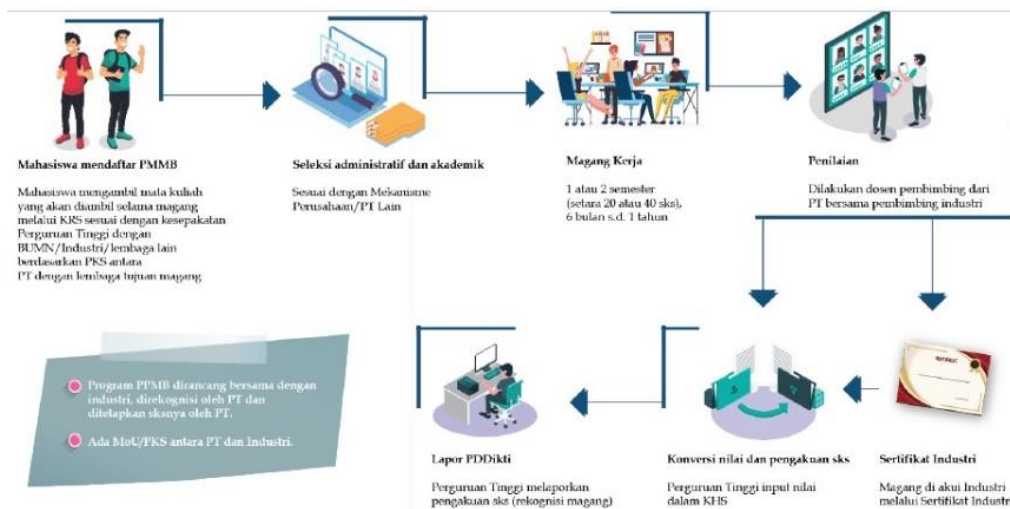 Mahasiswa mendaftar PMMB
Mahasiswa mengambil mata kuliah
yang akan diambil selama magang
melalui KRS sesuai dengan kesepakatan
Perguruan Tinggi dengan
BUMN/Industri/lembaga lain
berdasarkan PKS antara
PT dengan lembaga tujuan magang
Seleksi administratif dan akademik
Sesuai dengan Mekanisme
Perusahaan/PT Lain
Magang Kerja
1 atau 2 semester
(setara 20 atau 40 sks),
6 bulan s.d. 1 tahun
Penilaian
Dilakukan dosen pembimbing dari
PT bersama pembimbing industri
Program PPMB dirancang bersama dengan
industri, direkognisi oleh PT dan
ditetapkan sksnya oleh PT.
Ada MoU/PKS antara PT dan Industri.
Lapor PDDikti
Perguruan Tinggi melaporkan
pengakuan sks (rekognisi magang)
Konversi nilai dan pengakuan sks
Perguruan Tinggi input nilai
dalam KHS
Sertifikat Industri
Magang di akui Industri
melalui Sertifikat Industri